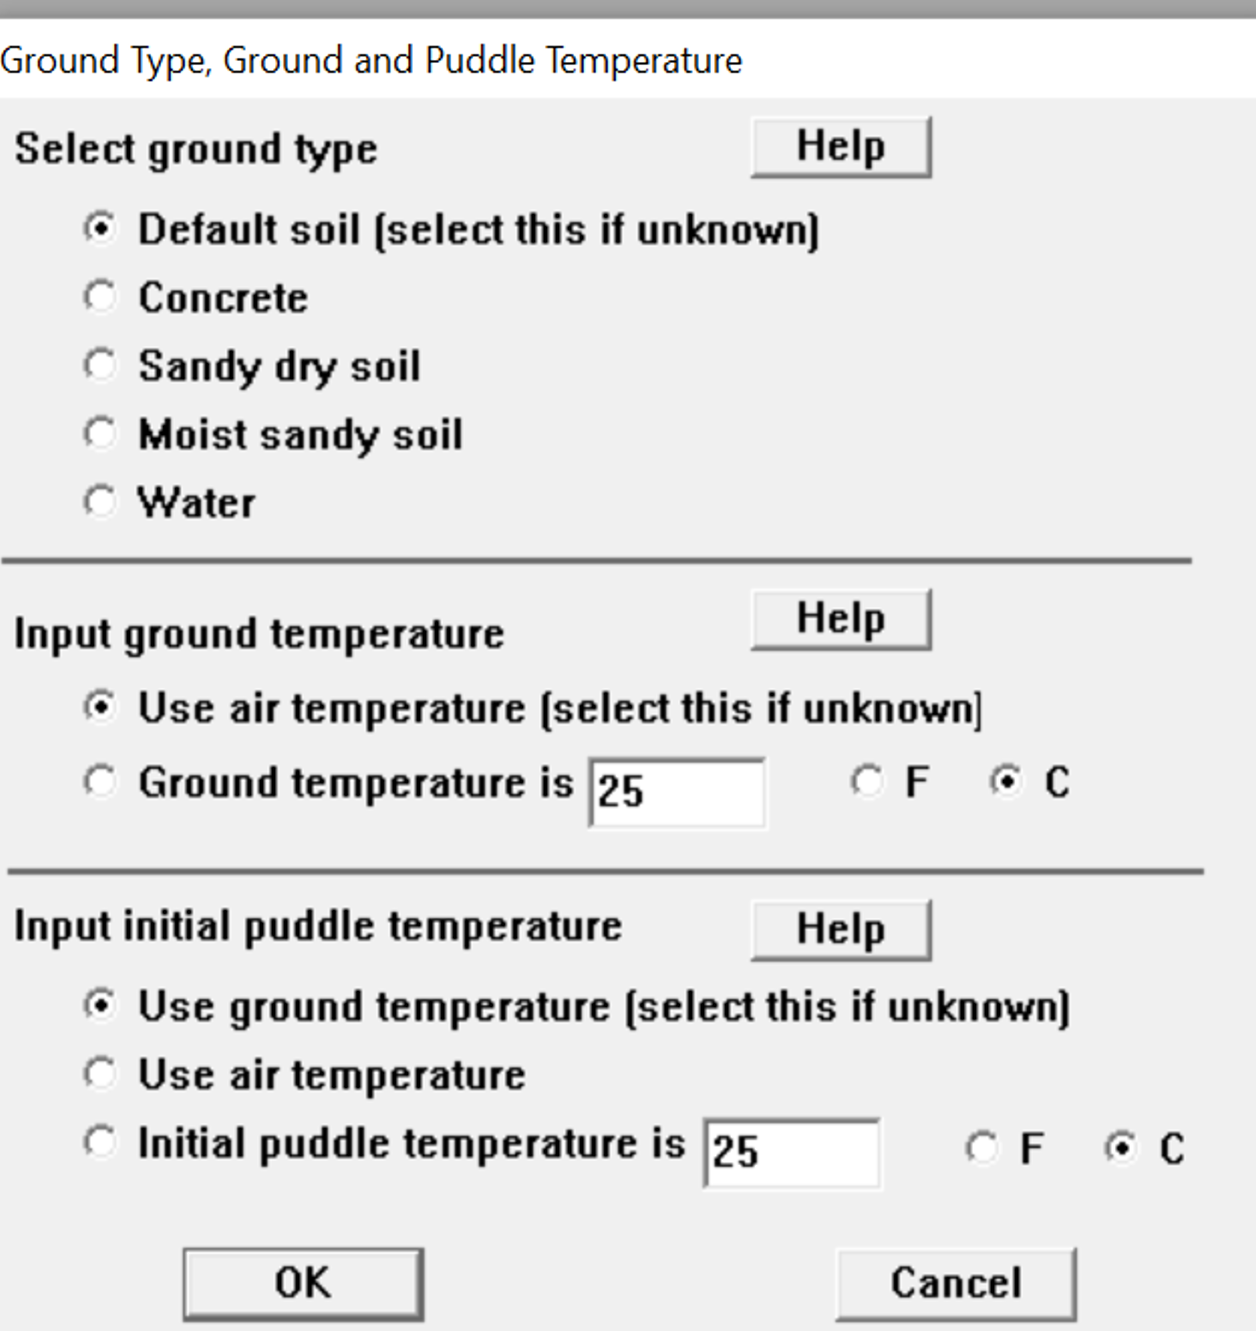 Ground Type, Ground and Puddle Temperature
Select ground type Help
Default soil (select this if unknown)
Concrete
Sandy dry soil
Moist sandy soil
Water
Input ground temperature Help
Use air temperature (select this if unknown)
Ground temperature is 25 F C
Input initial puddle temperature Help
Use ground temperature (select this if unknown)
Use air temperature
Initial puddle temperature is 25 F C
OK Cancel